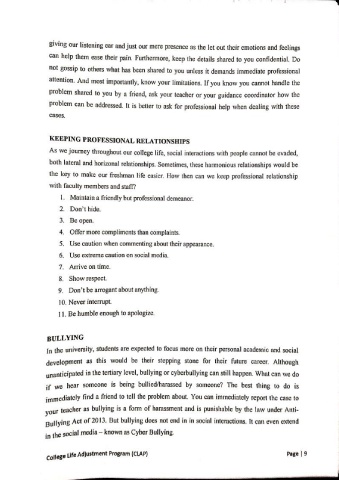 giving our listening ear and just our mere presence as the let out their emotions and feelings
can help them ease their pain. Furthermore, keep the details shared to you confidential. Do
not gossip to others what has been shared to you unless it demands immediate professional
attention. And most importantly, know your limitations. If you know you cannot handle the
problem shared to you by a friend, ask your teacher or your guidance coordinator how the
problem can be addressed. It is better to ask for professional help when dealing with these
cases.
KEEPING PROFESSIONAL RELATIONSHIPS
As we journey throughout our college life, social interactions with people cannot be evaded,
both lateral and horizonal relationships. Sometimes, these harmonious relationships would be
the key to make our freshman life easier. How then can we keep professional relationship
with faculty members and staff?
1. Maintain a friendly but professional demeanor.
2. Don't hide.
3. Be open.
4. Offer more compliments than complaints.
5. Use caution when commenting about their appearance.
6. Use extreme caution on social media.
7. Arrive on time.
8. Show respect.
9. Don't be arrogant about anything.
10. Never interrupt.
11. Be humble enough to apologize.
BULLYING
In the university, students are expected to focus more on their personal academic and social
development as this would be their stepping stone for their future career. Although
unanticipated in the tertiary level, bullying or cyberbullying can still happen. What can we do
if we hear someone is being bullied/harassed by someone? The best thing to do is
immediately find a friend to tell the problem about. You can immediately report the case to
your teacher as bullying is a form of harassment and is punishable by the law under Anti-
Bullying Act of 2013. But bullying does not end in in social interactions. It can even extend
in the social media – known as Cyber Bullying.
College Life Adjustment Program (CLAP) Page | 9